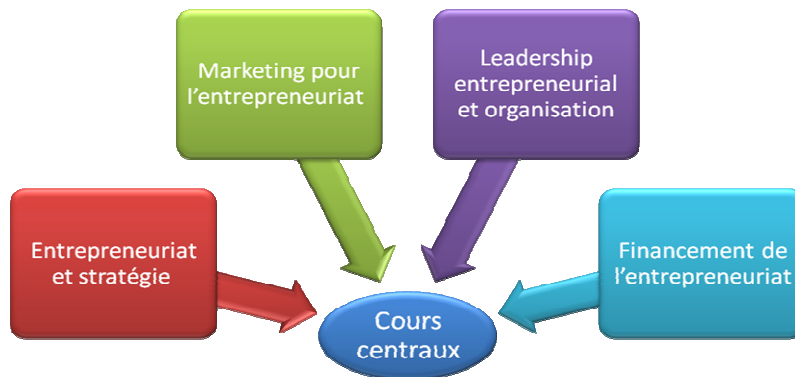 Marketing pour
l'entrepreneuriat
Leadership
entrepreneurial
et organisation
Entrepreneuriat
et stratégie
Financement de
l'entrepreneuriat
Cours
centraux